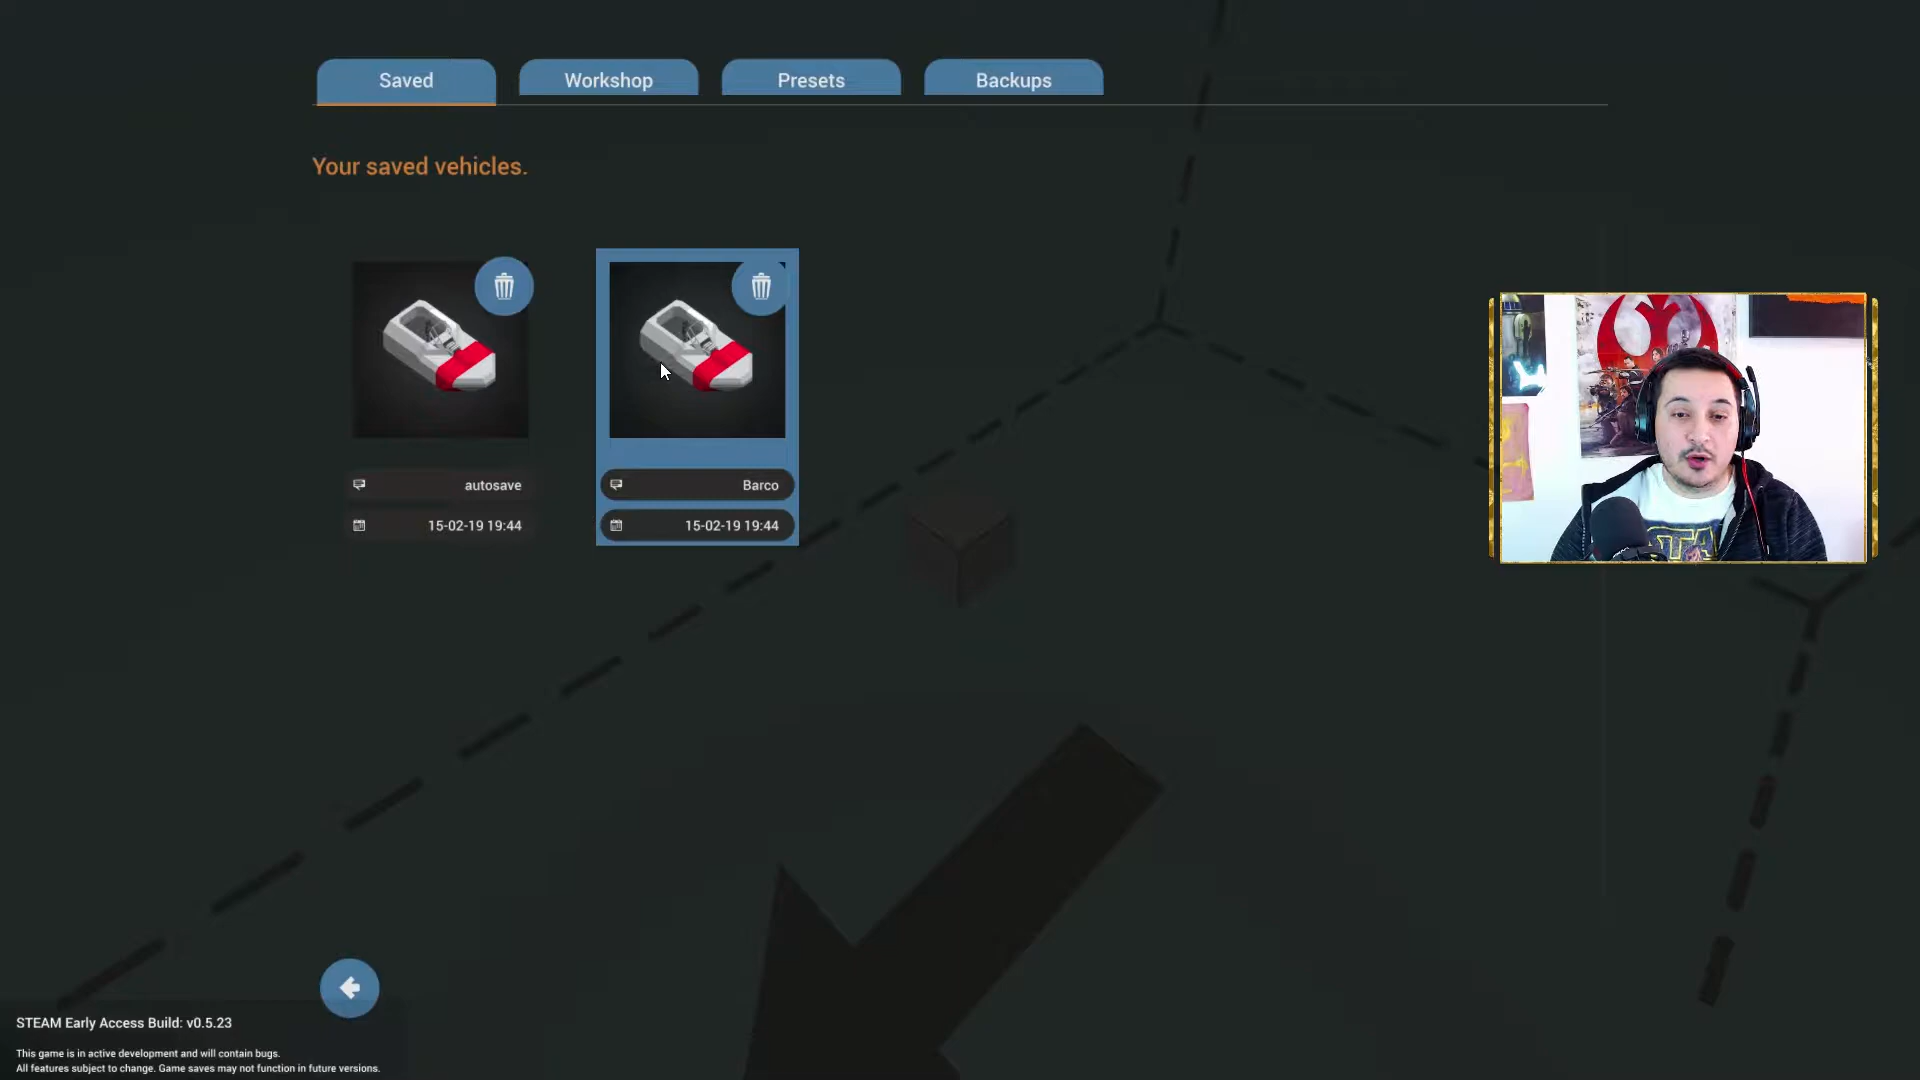 Saved
Workshop
Presets
Backups
Your saved vehicles.
autosave
Barco
15-02-19 19:44
15-02-19 19:44
STEAM Early Access Build: v0.5.23
This game is in active development and will contain bugs.
All features subject to change. Game saves may not function in future versions.